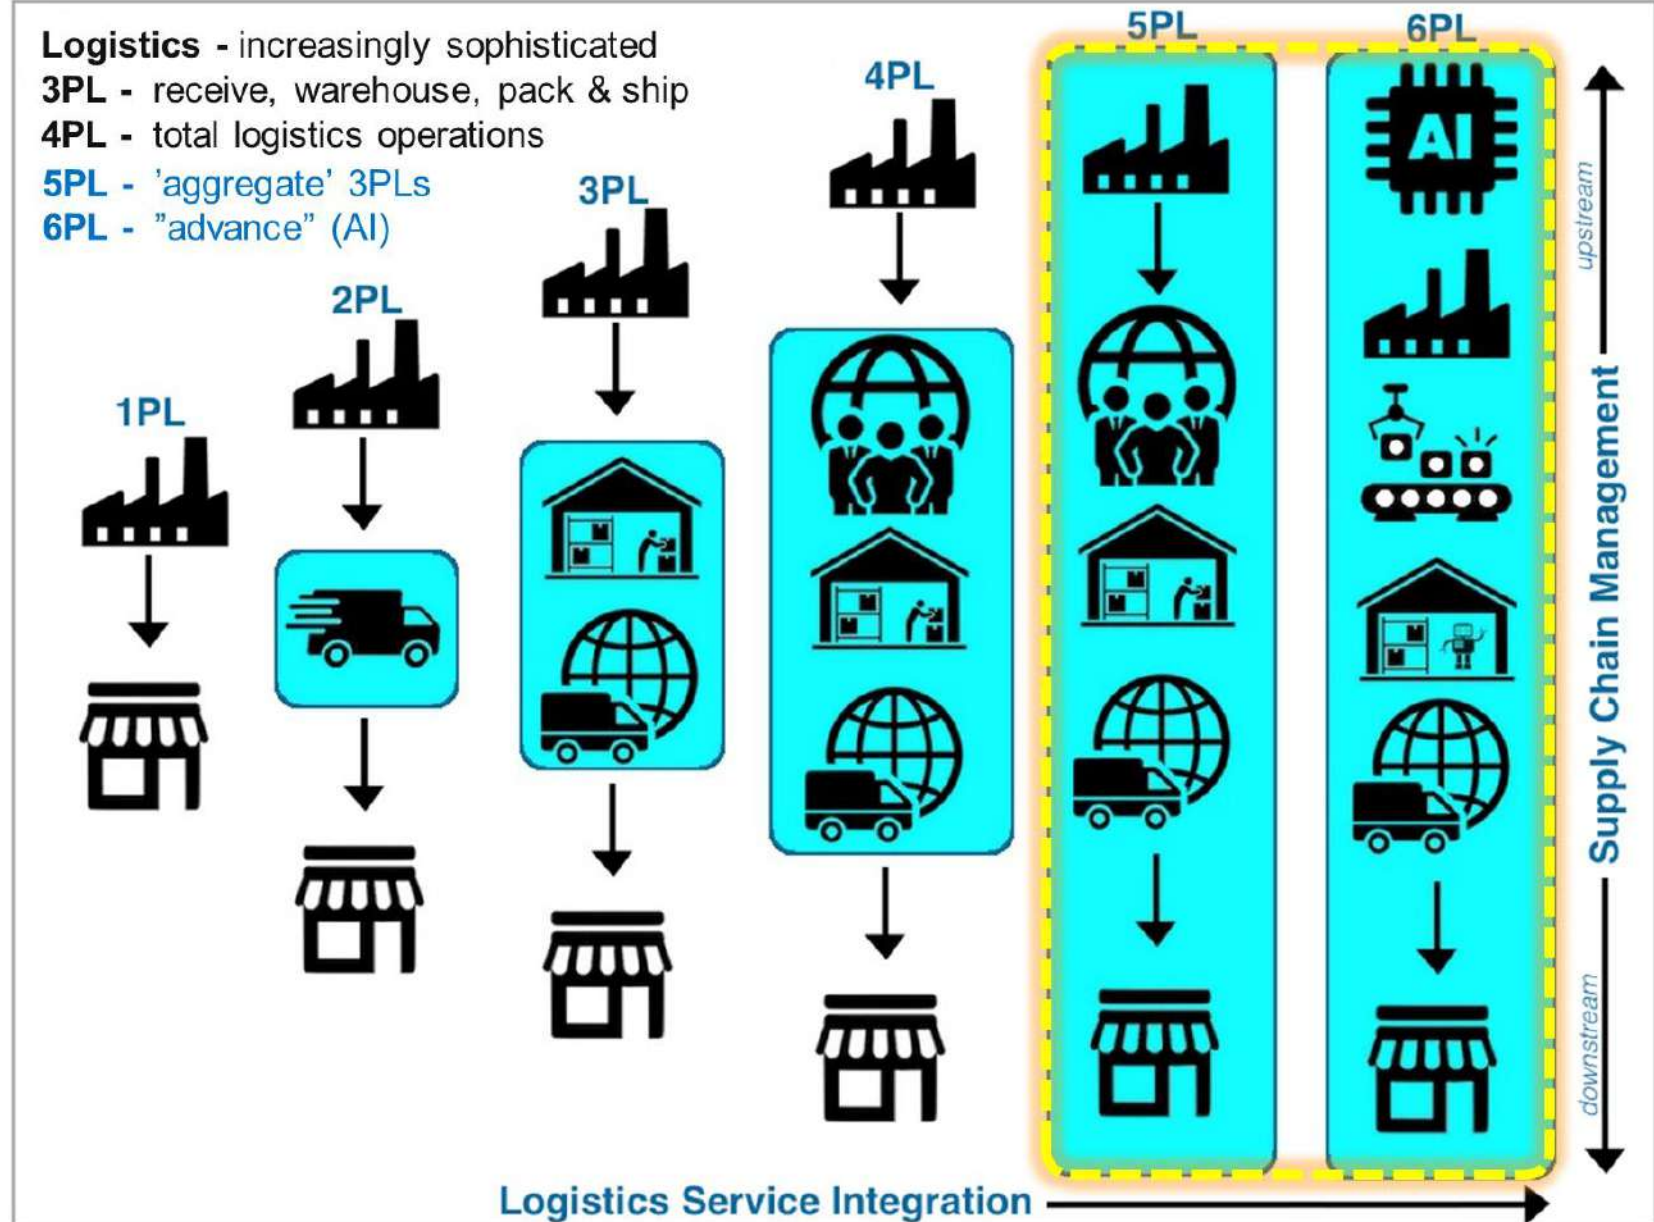 Logistics - increasingly sophisticated
3PL - receive, warehouse, pack & ship
4PL - total logistics operations
5PL - 'aggregate' 3PLs
6PL - ”advance” (AI)
1PL
2PL
3PL
4PL
5PL
6PL
AI
upstream
Supply Chain Management
downstream
Logistics Service Integration